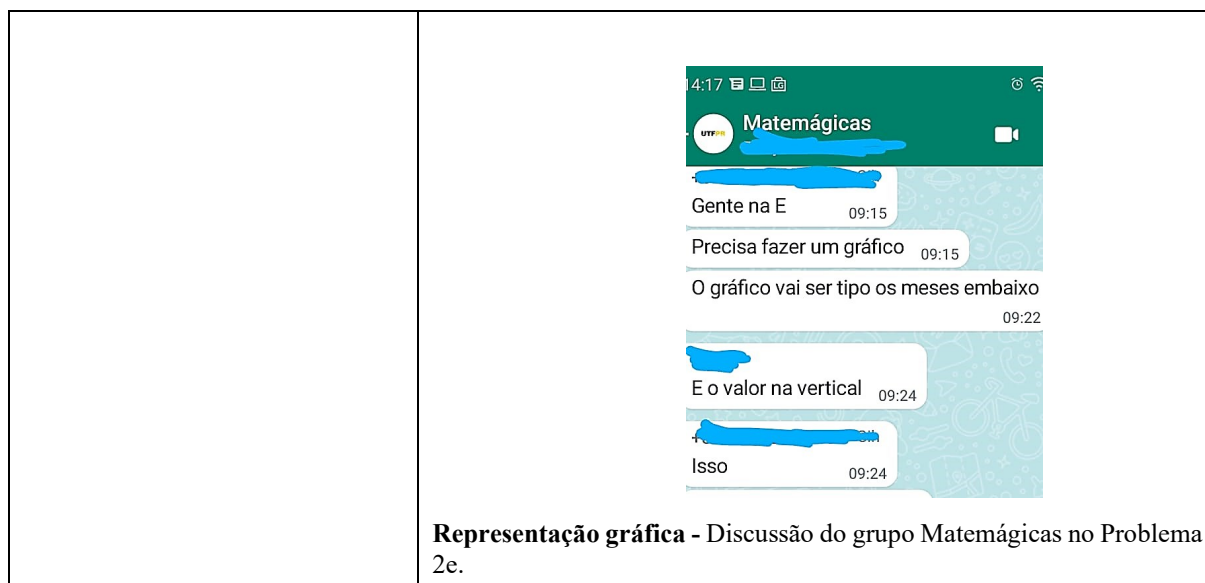 14:17
UTFPR
Matemágicas
Gente na E 09:15
Precisa fazer um gráfico 09:15
O gráfico vai ser tipo os meses embaixo
09:22
E o valor na vertical 09:24
Isso 09:24
Representação gráfica - Discussão do grupo Matemágicas no Problema
2e.